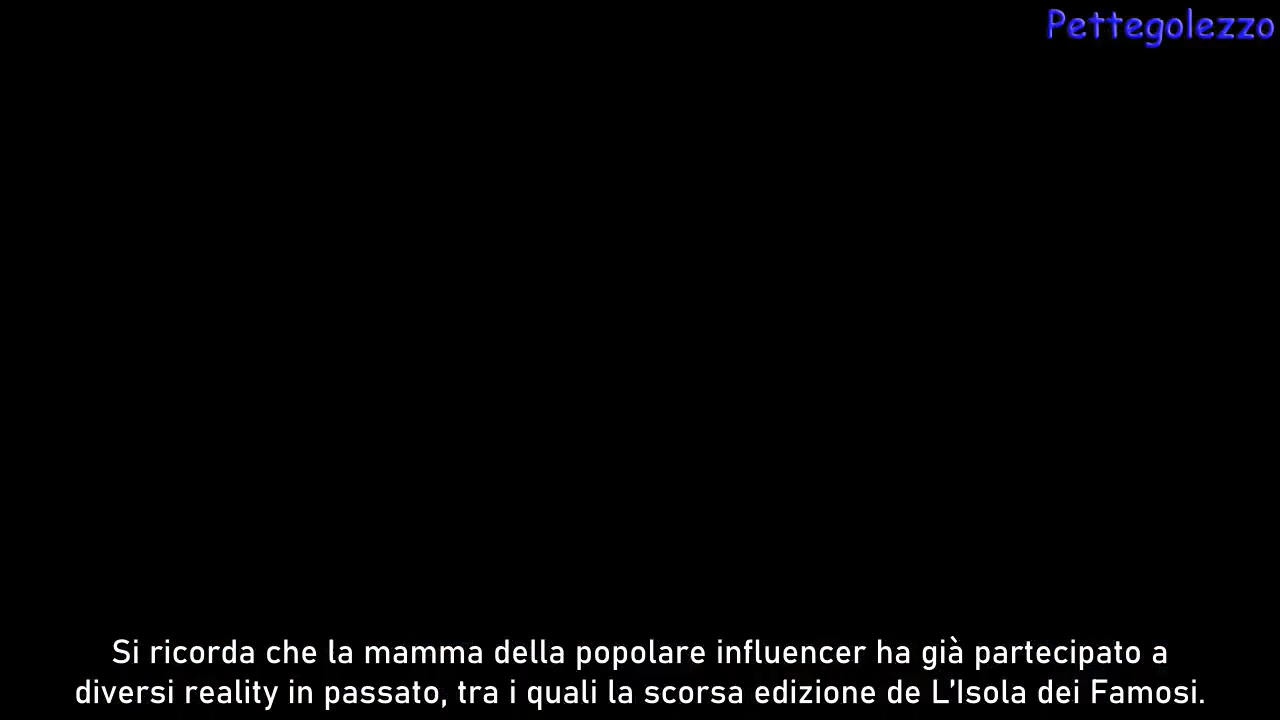 Pettegolezzo
Si ricorda che la mamma della popolare influencer ha già partecipato a
diversi reality in passato, tra i quali la scorsa edizione de L’Isola dei Famosi.